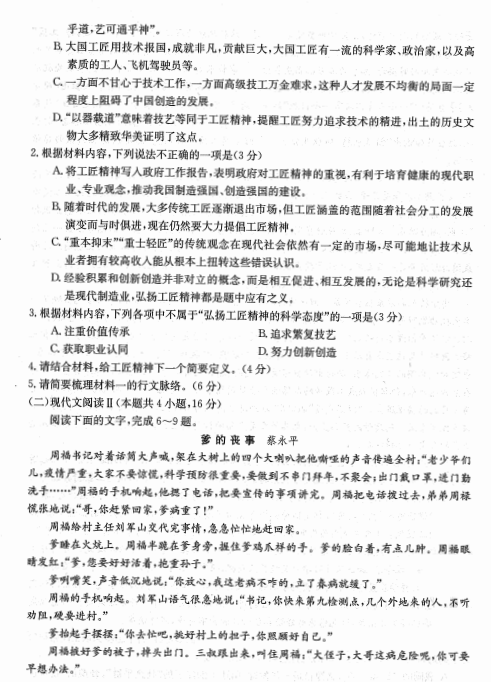 乎道,艺可通乎神”。
B.大国工匠用技术报国,成就非凡,贡献巨大,大国工匠有一流的科学家、政治家,以及高
素质的工人、飞机驾驶员等。
C.一方面不甘心于技术工作,一方面高级技工万金难求,这种人才发展不均衡的局面一定
程度上阻碍了中国创造的发展。
D.“以器载道”意味着技艺等同于工匠精神,提醒工匠努力追求技术的精进,出土的历史文
物大多精致华美证明了这点。
2.根据材料内容,下列说法不正确的一项是(3分)
A.将工匠精神写入政府工作报告,表明政府对工匠精神的重视,有利于培育健康的现代职
业、专业观念,推动我国制造强国、创造强国的建设。
B.随着时代的发展,大多传统工匠逐渐退出市场,但工匠涵盖的范围随着社会分工的发展
演变而与时俱进,现在仍然要大力提倡工匠精神。
C.“重本抑末”“重士轻匠”的传统观念在现代社会依然有一定的市场,尽可能地让技术从
业者拥有较高收入能从根本上扭转这些错误认识。
D.经验积累和创新创造并非对立的概念,而是相互促进、相互发展的,无论是科学研究还
是现代制造业,弘扬工匠精神都是题中应有之义。
3.根据材料内容,下列各项中不属于“弘扬工匠精神的科学态度”的一项是(3分)
A.注重价值传承 B.追求繁复技艺
C.获取职业认同 D.努力创新创造
4.请结合材料,给工匠精神下一个简要定义。(4分)
5.请简要梳理材料一的行文脉络。(6分)
(二)现代文阅读Ⅱ(本题共4小题,16分)
阅读下面的文字,完成6~9题。
爹的丧事 蔡永平
周福书记对着话筒大声喊,架在大树上的四个大喇叭把他嘶哑的声音传遍全村:“老少爷们
儿,疫情严重,大家不要惊慌,科学预防很重要,要做到不串门拜年,不聚会;出门戴口罩,进门勤
洗手……”周福的手机响起,他摁了电话,把要宣传的事项讲完。周福把电话拨过去,弟弟周禄
慌张地说:“哥,你赶紧回家,爹病重了!”
周福给村主任刘军山交代完事情,急急忙忙地赶回家。
爹睡在火炕上。周福半跪在爹身旁,握住爹鸡爪样的手。爹的脸白着,有点儿肿。周福眼
睛发红:“爹,您要好好活着,抱重孙子。”
爹咧嘴笑,声音低沉地说:“你放心,我这老病不咋的,立了春病就缓了。”
周福的手机响起。刘军山语气很急地说:“书记,你快来第九检测点,几个外地来的人,不听
劝阻,硬要进村。”
爹抬起手摆摆:“你去忙吧,挑好村上的担子,你照顾好自己。”
周福掖好爹的被子,掉头出门。三叔跟出来,叫住周福:“大侄子,大哥这病危险呢,你可要
早想办法。”